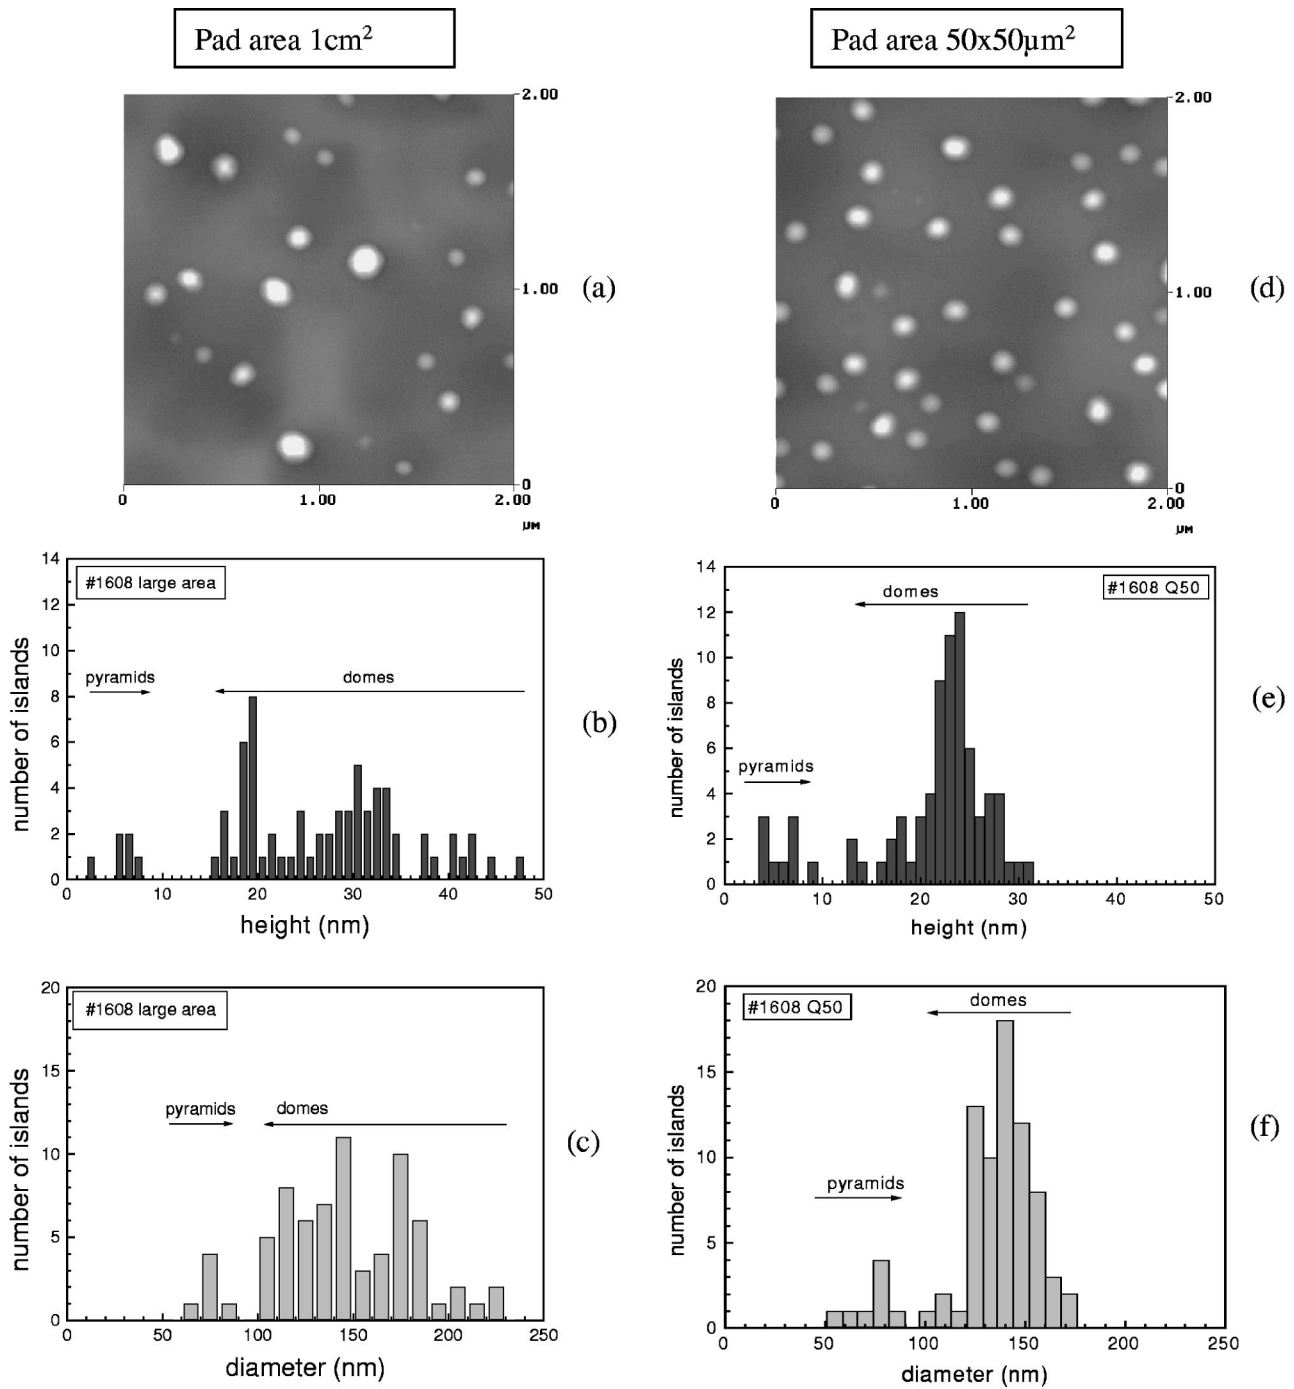 Pad area 1cm²
Pad area 50x50µm²
2.00
1.00
0
0
1.00
2.00
µM
(a)
2.00
1.00
0
0
1.00
2.00
µM
(d)
14
12
10
8
6
4
2
0
number of islands
#1608 large area
pyramids
domes
0
10
20
30
40
50
height (nm)
(b)
14
12
10
8
6
4
2
0
number of islands
domes
#1608 Q50
pyramids
0
10
20
30
40
50
height (nm)
(e)
20
15
10
5
0
number of islands
#1608 large area
pyramids
domes
0
50
100
150
200
250
diameter (nm)
(c)
20
15
10
5
0
number of islands
#1608 Q50
domes
pyramids
0
50
100
150
200
250
diameter (nm)
(f)